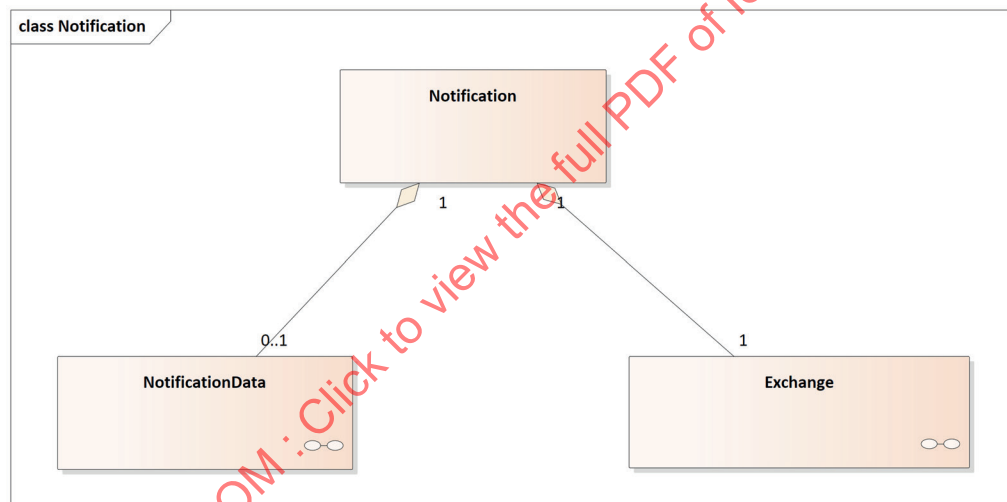 class Notification
Notification
1
1
0..1
1
NotificationData
Exchange
OM : Click to view the full PDF of